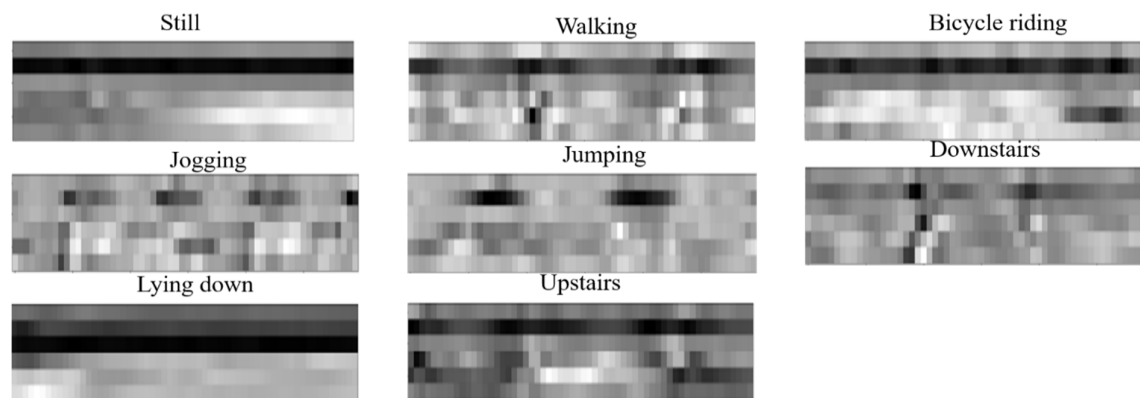 Still
Walking
Bicycle riding
Jogging
Jumping
Downstairs
Lying down
Upstairs